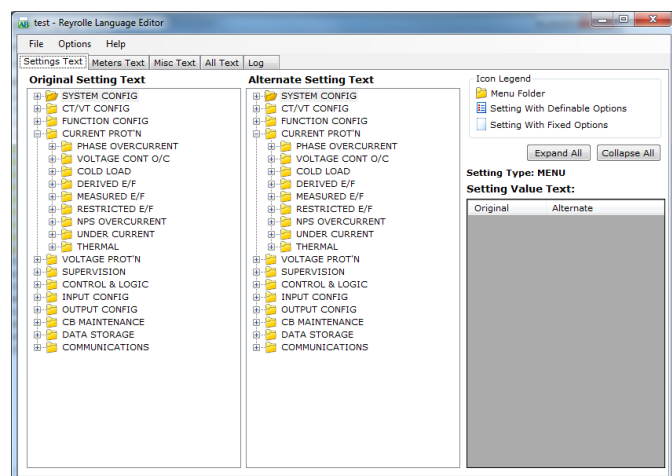 test - Reyrolle Language Editor
File Options Help
Settings Text Meters Text Misc Text All Text Log
Original Setting Text
SYSTEM CONFIG
CT/VT CONFIG
FUNCTION CONFIG
CURRENT PROT'N
PHASE OVERCURRENT
VOLTAGE CONT O/C
COLD LOAD
DERIVED E/F
MEASURED E/F
RESTRICTED E/F
NPS OVERCURRENT
UNDER CURRENT
THERMAL
VOLTAGE PROT'N
SUPERVISION
CONTROL & LOGIC
INPUT CONFIG
OUTPUT CONFIG
CB MAINTENANCE
DATA STORAGE
COMMUNICATIONS
Alternate Setting Text
SYSTEM CONFIG
CT/VT CONFIG
FUNCTION CONFIG
CURRENT PROT'N
PHASE OVERCURRENT
VOLTAGE CONT O/C
COLD LOAD
DERIVED E/F
MEASURED E/F
RESTRICTED E/F
NPS OVERCURRENT
UNDER CURRENT
THERMAL
VOLTAGE PROT'N
SUPERVISION
CONTROL & LOGIC
INPUT CONFIG
OUTPUT CONFIG
CB MAINTENANCE
DATA STORAGE
COMMUNICATIONS
Icon Legend
Menu Folder
Setting With Definable Options
Setting With Fixed Options
Expand All Collapse All
Setting Type: MENU
Setting Value Text:
Original Alternate